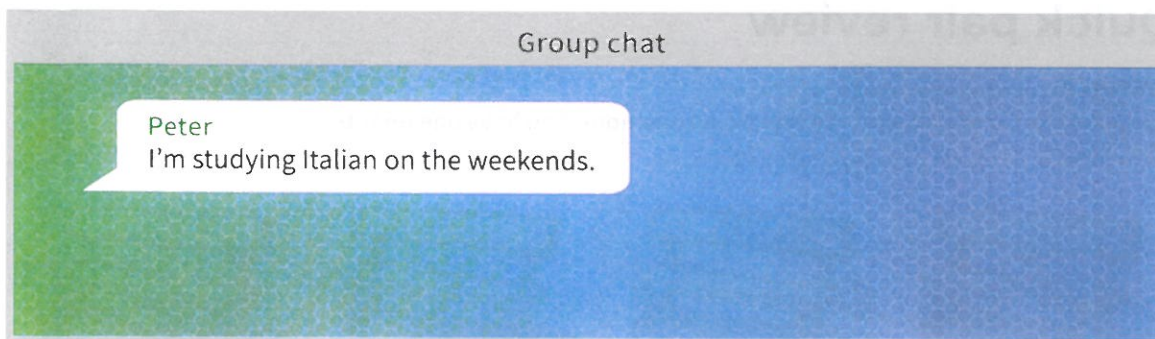 Group chat
Peter
I'm studying Italian on the weekends.